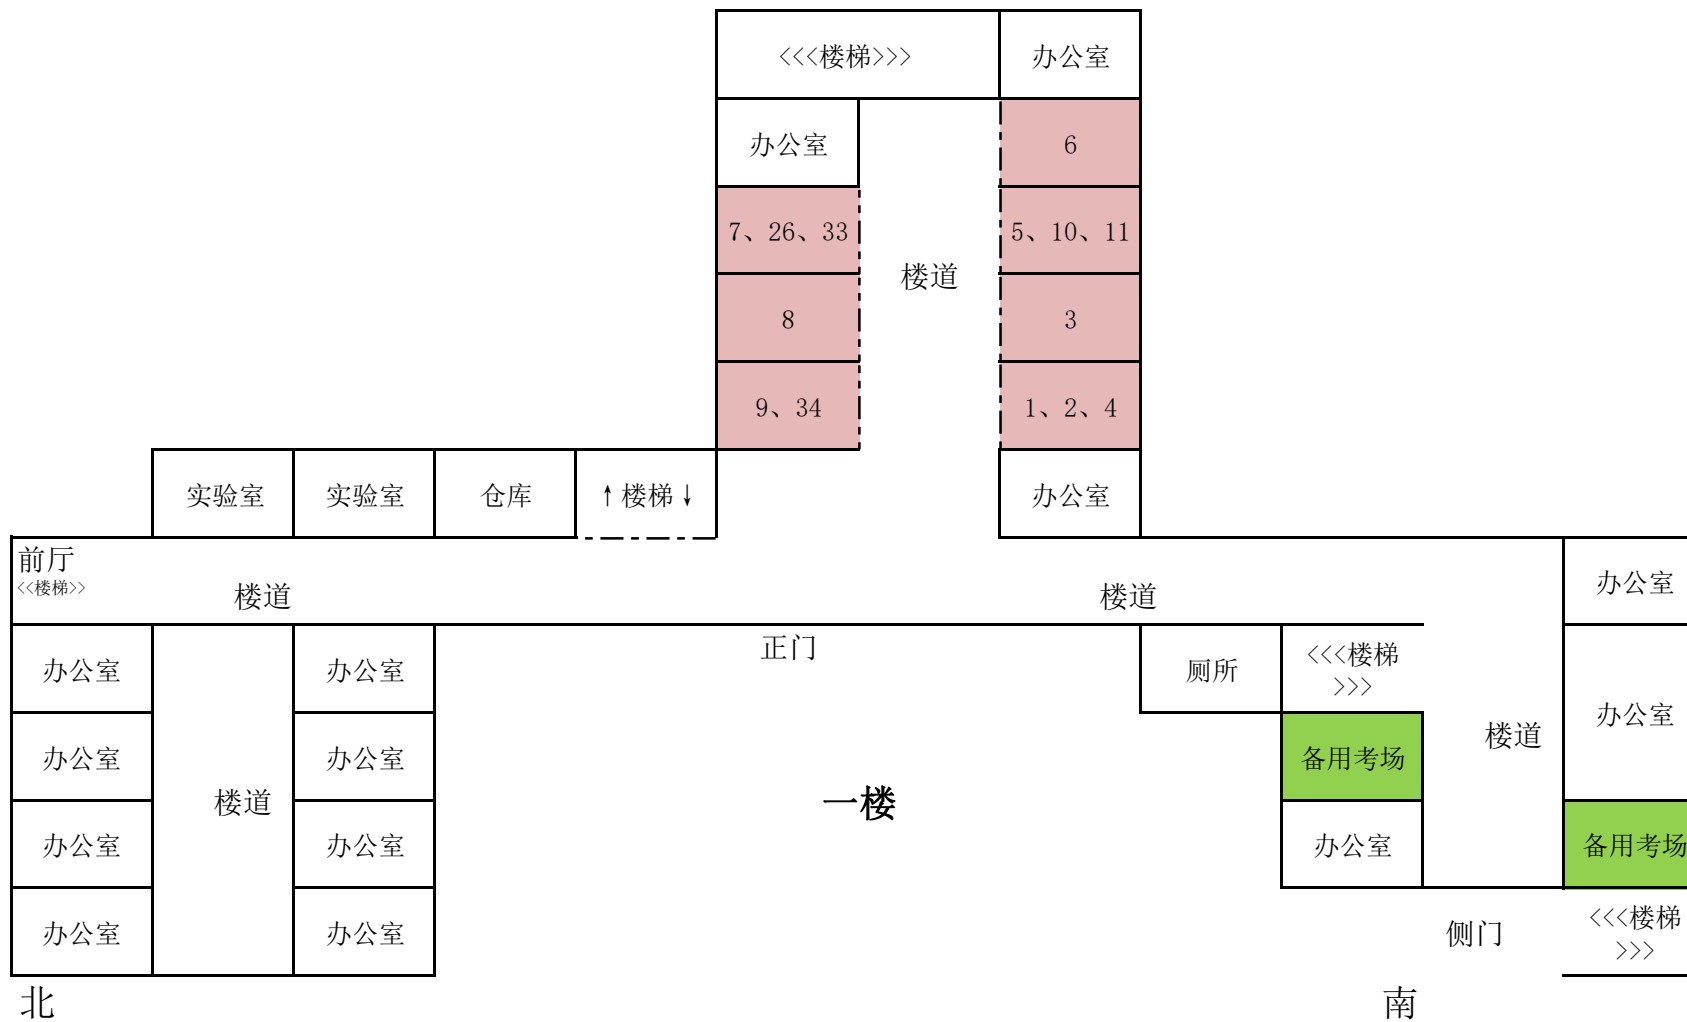 <<<楼梯>>>
办公室
办公室
6
7、26、33
5、10、11
楼道
8
3
9、34
1、2、4
实验室
实验室
仓库
↑楼梯↓
办公室
前厅
<<楼梯>>
楼道
楼道
办公室
正门
办公室
办公室
厕所
<<<楼梯
>>>
办公室
楼道
办公室
办公室
备用考场
楼道
一楼
办公室
办公室
办公室
备用考场
办公室
办公室
侧门
<<<楼梯
>>>
北
南